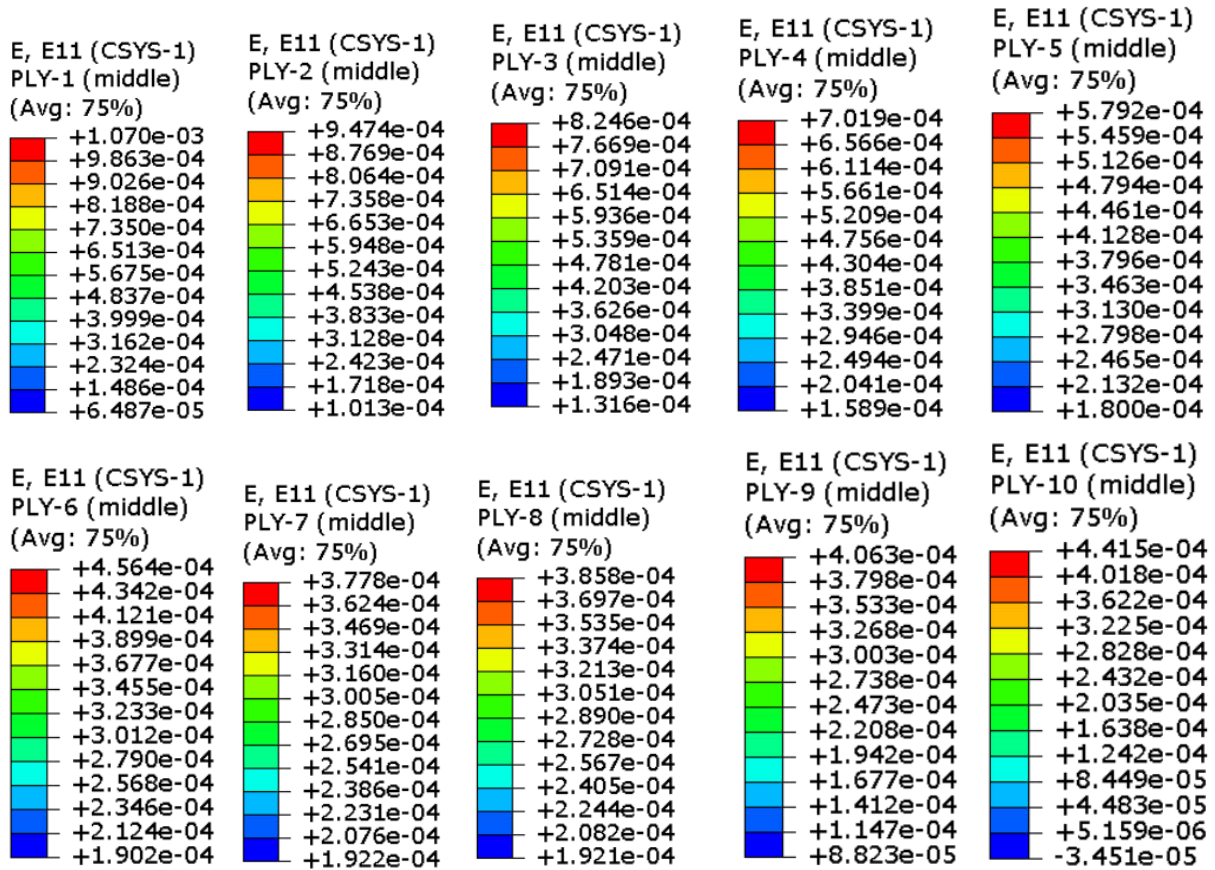 E, E11 (CSYS-1)
PLY-1 (middle)
(Avg: 75%)
+1.070e-03
+9.863e-04
+9.026e-04
+8.188e-04
+7.350e-04
+6.513e-04
+5.675e-04
+4.837e-04
+3.999e-04
+3.162e-04
+2.324e-04
+1.486e-04
+6.487e-05
E, E11 (CSYS-1)
PLY-2 (middle)
(Avg: 75%)
+9.474e-04
+8.769e-04
+8.064e-04
+7.358e-04
+6.653e-04
+5.948e-04
+5.243e-04
+4.538e-04
+3.833e-04
+3.128e-04
+2.423e-04
+1.718e-04
+1.013e-04
E, E11 (CSYS-1)
PLY-3 (middle)
(Avg: 75%)
+8.246e-04
+7.669e-04
+7.091e-04
+6.514e-04
+5.936e-04
+5.359e-04
+4.781e-04
+4.203e-04
+3.626e-04
+3.048e-04
+2.471e-04
+1.893e-04
+1.316e-04
E, E11 (CSYS-1)
PLY-4 (middle)
(Avg: 75%)
+7.019e-04
+6.566e-04
+6.114e-04
+5.661e-04
+5.209e-04
+4.756e-04
+4.304e-04
+3.851e-04
+3.399e-04
+2.946e-04
+2.494e-04
+2.041e-04
+1.589e-04
E, E11 (CSYS-1)
PLY-5 (middle)
(Avg: 75%)
+5.792e-04
+5.459e-04
+5.126e-04
+4.794e-04
+4.461e-04
+4.128e-04
+3.796e-04
+3.463e-04
+3.130e-04
+2.798e-04
+2.465e-04
+2.132e-04
+1.800e-04
E, E11 (CSYS-1)
PLY-6 (middle)
(Avg: 75%)
+4.564e-04
+4.342e-04
+4.121e-04
+3.899e-04
+3.677e-04
+3.455e-04
+3.233e-04
+3.012e-04
+2.790e-04
+2.568e-04
+2.346e-04
+2.124e-04
+1.902e-04
E, E11 (CSYS-1)
PLY-7 (middle)
(Avg: 75%)
+3.778e-04
+3.624e-04
+3.469e-04
+3.314e-04
+3.160e-04
+3.005e-04
+2.850e-04
+2.695e-04
+2.541e-04
+2.386e-04
+2.231e-04
+2.076e-04
+1.922e-04
E, E11 (CSYS-1)
PLY-8 (middle)
(Avg: 75%)
+3.858e-04
+3.697e-04
+3.535e-04
+3.374e-04
+3.213e-04
+3.051e-04
+2.890e-04
+2.728e-04
+2.567e-04
+2.405e-04
+2.244e-04
+2.082e-04
+1.921e-04
E, E11 (CSYS-1)
PLY-9 (middle)
(Avg: 75%)
+4.063e-04
+3.798e-04
+3.533e-04
+3.268e-04
+3.003e-04
+2.738e-04
+2.473e-04
+2.208e-04
+1.942e-04
+1.677e-04
+1.412e-04
+1.147e-04
+8.823e-05
E, E11 (CSYS-1)
PLY-10 (middle)
(Avg: 75%)
+4.415e-04
+4.018e-04
+3.622e-04
+3.225e-04
+2.828e-04
+2.432e-04
+2.035e-04
+1.638e-04
+1.242e-04
+8.449e-05
+4.483e-05
+5.159e-06
-3.451e-05